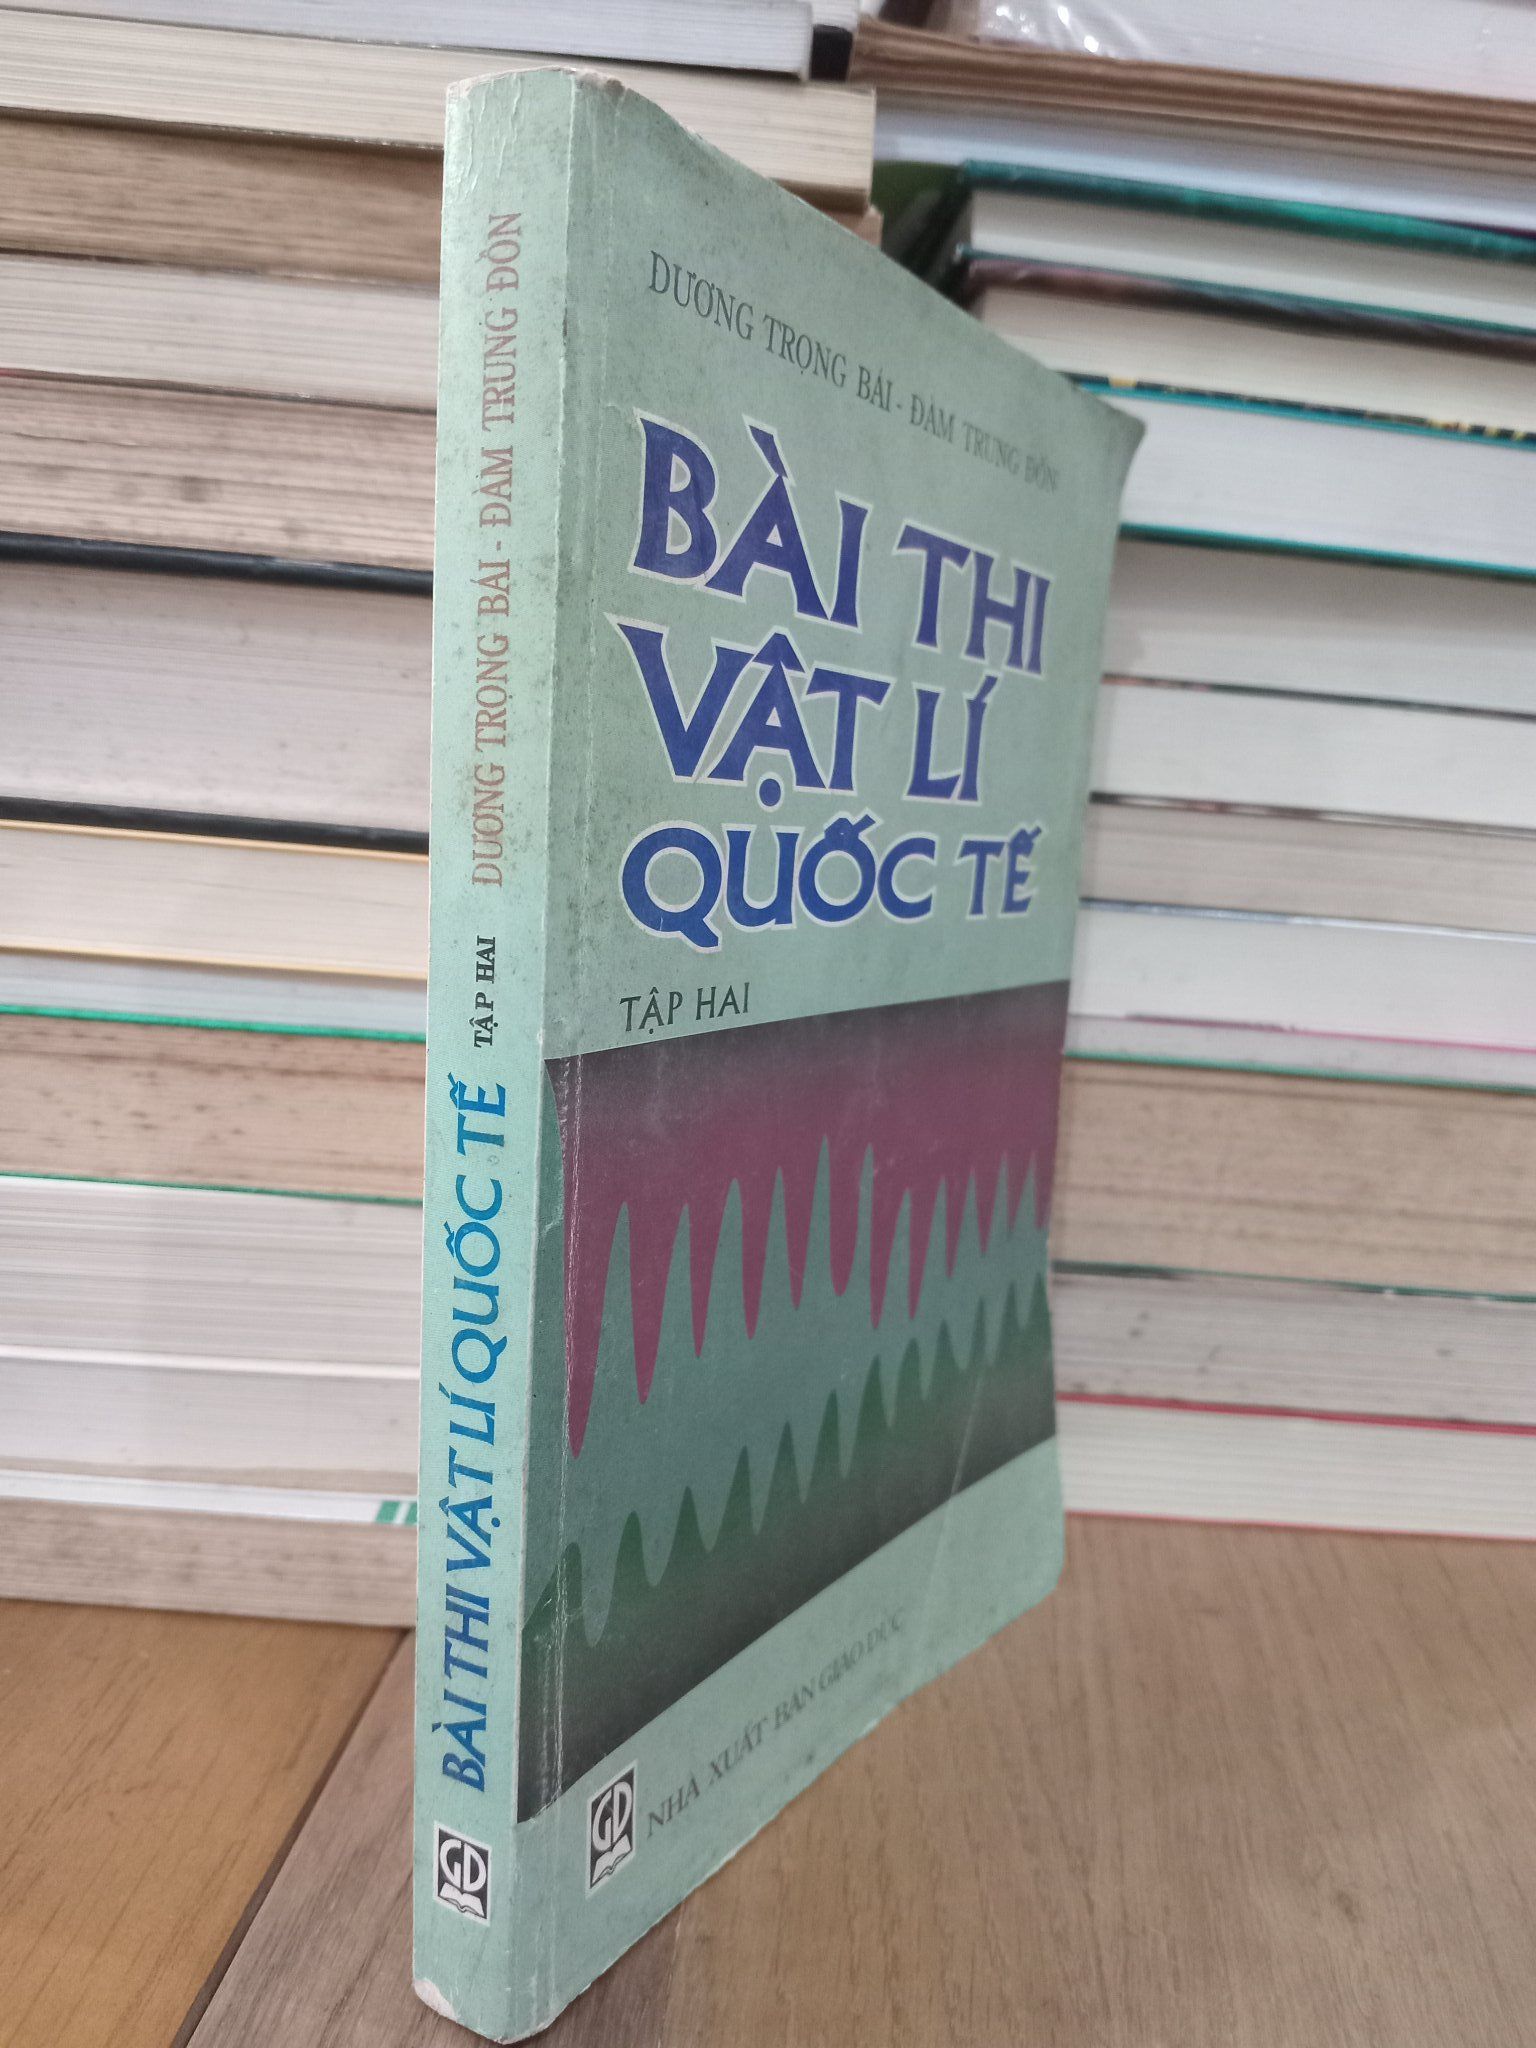 DƯƠNG TRỌNG BÁI - ĐÀM TRUNG ĐỒN
BÀI THI
VẬT LÍ
QUỐC TẾ
TẬP HAI
GD
NHÀ XUẤT BẢN GIÁO DỤC
BÀI THI VẬT LÍ QUỐC TẾ TẬP HAI DƯƠNG TRỌNG BÁI - ĐÀM TRUNG ĐỒN
GD